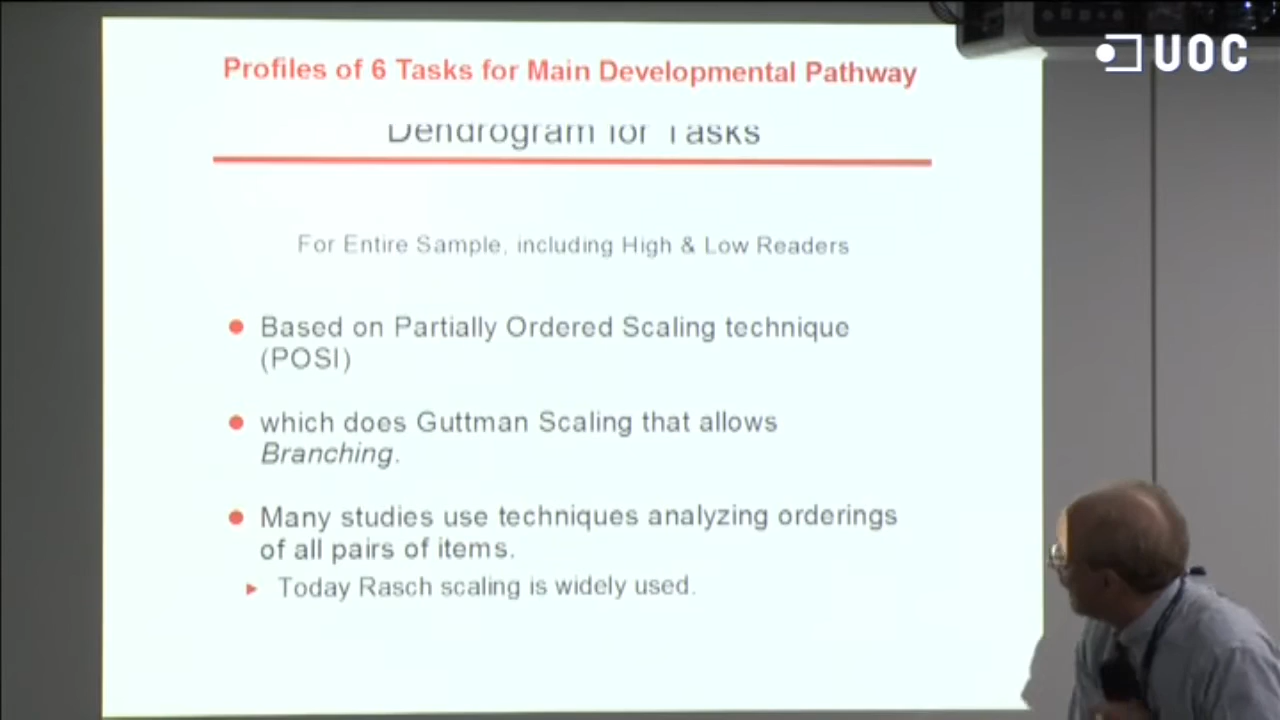 UOC
Profiles of 6 Tasks for Main Developmental Pathway
Dendrogram for Tasks
For Entire Sample, including High & Low Readers
Based on Partially Ordered Scaling technique
(POSI)
which does Guttman Scaling that allows
Branching.
Many studies use techniques analyzing orderings
of all pairs of items.
Today Rasch scaling is widely used.